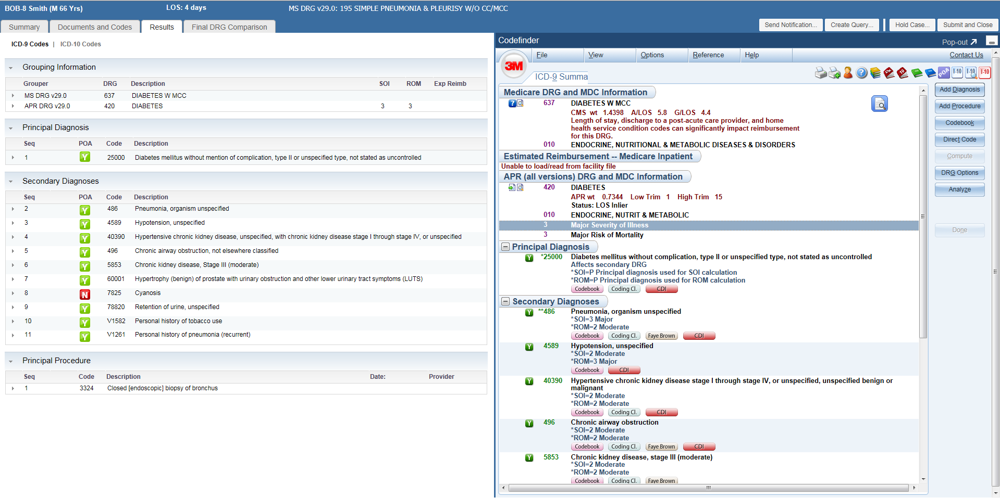 BOB-8 Smith (M 66 Yrs) LOS: 4 days MS DRG v29.0: 195 SIMPLE PNEUMONIA & PLEURISY W/O CC/MCC
Summary Documents and Codes Results Final DRG Comparison
Send Notification... Create Query... Hold Case... Submit and Close
ICD-9 Codes | ICD-10 Codes
Grouping Information
Grouper DRG Description SOI ROM Exp Reimb
MS DRG v29.0 637 DIABETES W MCC
APR DRG v29.0 420 DIABETES 3 3
Principal Diagnosis
Seq POA Code Description
1 Y 25000 Diabetes mellitus without mention of complication, type II or unspecified type, not stated as uncontrolled
Secondary Diagnoses
Seq POA Code Description
2 Y 486 Pneumonia, organism unspecified
3 Y 4589 Hypotension, unspecified
4 Y 40390 Hypertensive chronic kidney disease, unspecified, with chronic kidney disease stage I through stage IV, or unspecified
5 Y 496 Chronic airway obstruction, not elsewhere classified
6 Y 5853 Chronic kidney disease, Stage III (moderate)
7 Y 60001 Hypertrophy (benign) of prostate with urinary obstruction and other lower urinary tract symptoms (LUTS)
8 N 7825 Cyanosis
9 Y 78820 Retention of urine, unspecified
10 Y V1582 Personal history of tobacco use
11 Y V1261 Personal history of pneumonia (recurrent)
Principal Procedure
Seq Code Description Date: Provider
1 3324 Closed [endoscopic] biopsy of bronchus
Codefinder Pop-out
3M File View Options Reference Help Contact Us
ICD-9 Summa
POA I-10 I-10 I-10
Medicare DRG and MDC Information
637 DIABETES W MCC
CMS wt 1.4398 A/LOS 5.8 G/LOS 4.4
Length of stay, discharge to a post-acute care provider, and home
health service condition codes can significantly impact reimbursement
for this DRG.
010 ENDOCRINE, NUTRITIONAL & METABOLIC DISEASES & DISORDERS
Estimated Reimbursement -- Medicare Inpatient
Unable to load/read from facility file
APR (all versions) DRG and MDC Information
420 DIABETES
APR wt 0.7344 Low Trim 1 High Trim 15
Status: LOS Inlier
010 ENDOCRINE, NUTRIT & METABOLIC
3 Major Severity of Illness
3 Major Risk of Mortality
Principal Diagnosis
Y *25000 Diabetes mellitus without complication, type II or unspecified type, not stated as uncontrolled
Affects secondary DRG
*SOI=P Principal diagnosis used for SOI calculation
*ROM=P Principal diagnosis used for ROM calculation
Codebook Coding Cl. CDI
Secondary Diagnoses
Y **486 Pneumonia, organism unspecified
*SOI=3 Major
*ROM=2 Moderate
Codebook Coding Cl. Faye Brown CDI
Y 4589 Hypotension, unspecified
*SOI=2 Moderate
*ROM=3 Major
Codebook CDI
Y 40390 Hypertensive chronic kidney disease stage I through stage IV, or unspecified, unspecified benign or
malignant
*SOI=2 Moderate
*ROM=2 Moderate
Codebook Coding Cl. CDI
Y 496 Chronic airway obstruction
*SOI=2 Moderate
*ROM=2 Moderate
Codebook Coding Cl. Faye Brown CDI
Y 5853 Chronic kidney disease, stage III (moderate)
*SOI=2 Moderate
*ROM=2 Moderate
Codebook Coding Cl. Faye Brown
Add Diagnosis
Add Procedure
Codebook
Direct Code
Compute
DRG Options
Analyze
Done